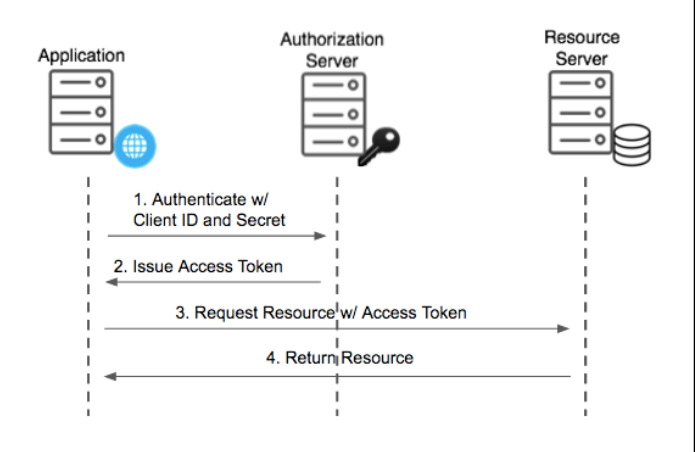 Application
Authorization
Server
Resource
Server
1. Authenticate w/
Client ID and Secret
2. Issue Access Token
3. Request Resource w/ Access Token
4. Return Resource